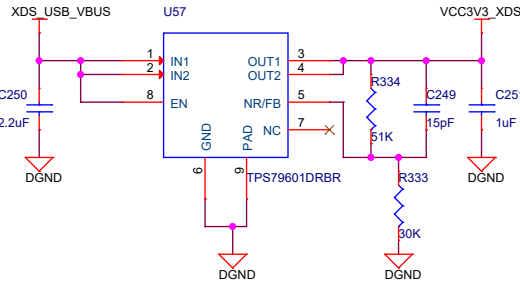 XDS_USB_VBUS
U57
VCC3V3_XDS
1
IN1
OUT1
3
2
IN2
OUT2
4
8
EN
NR/FB
5
NC
7
GND
PAD
6
9
TPS79601DRBR
C250
2.2uF
R334
51K
C249
15pF
1uF
R333
30K
DGND
DGND
DGND
DGND